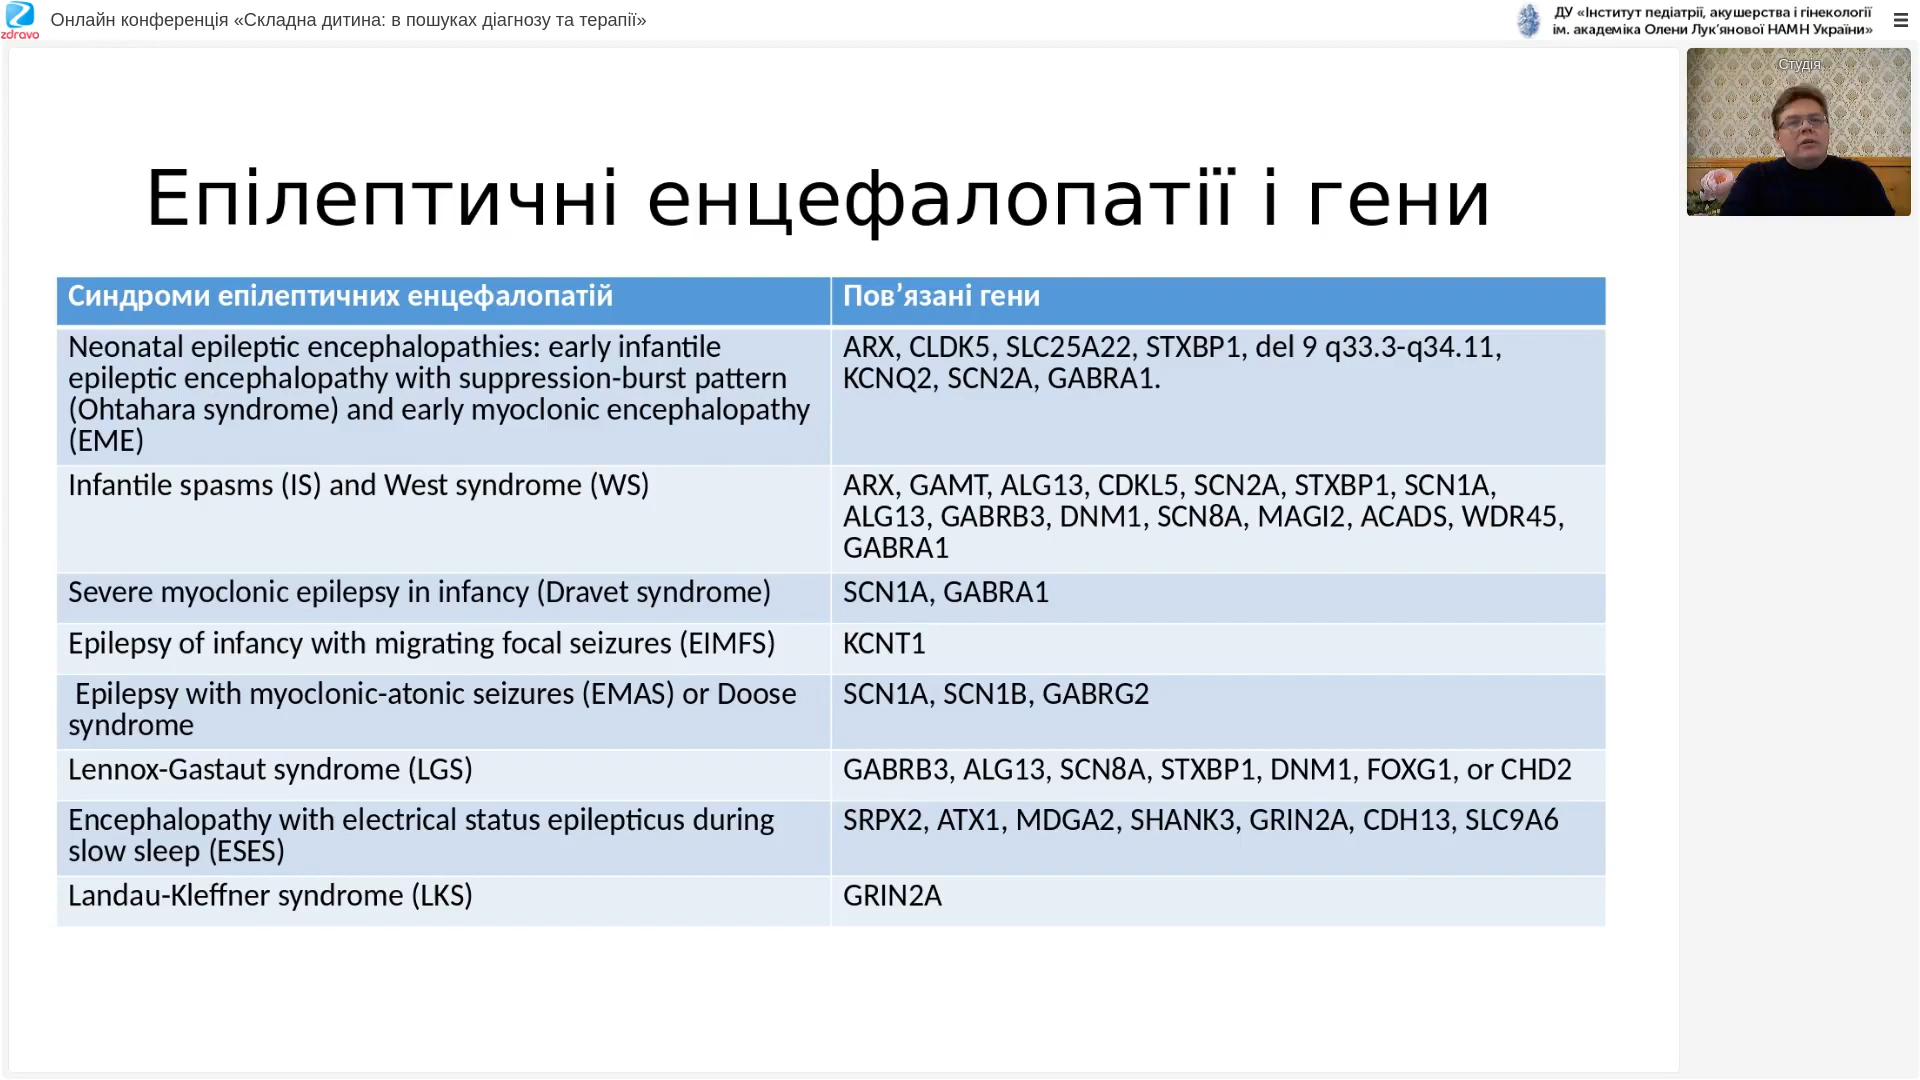 zdravo
Онлайн конференція «Складна дитина: в пошуках діагнозу та терапії»
ДУ «Інститут педіатрії, акушерства і гінекології
ім. академіка Олени Лук'янової НАМН України»
Студія
Епілептичні енцефалопатії і гени
Синдроми епілептичних енцефалопатій
Пов’язані гени
Neonatal epileptic encephalopathies: early infantile
epileptic encephalopathy with suppression-burst pattern
(Ohtahara syndrome) and early myoclonic encephalopathy
(EME)
ARX, CLDK5, SLC25A22, STXBP1, del 9 q33.3-q34.11,
KCNQ2, SCN2A, GABRA1.
Infantile spasms (IS) and West syndrome (WS)
ARX, GAMT, ALG13, CDKL5, SCN2A, STXBP1, SCN1A,
ALG13, GABRB3, DNM1, SCN8A, MAGI2, ACADS, WDR45,
GABRA1
Severe myoclonic epilepsy in infancy (Dravet syndrome)
SCN1A, GABRA1
Epilepsy of infancy with migrating focal seizures (EIMFS)
KCNT1
Epilepsy with myoclonic-atonic seizures (EMAS) or Doose
syndrome
SCN1A, SCN1B, GABRG2
Lennox-Gastaut syndrome (LGS)
GABRB3, ALG13, SCN8A, STXBP1, DNM1, FOXG1, or CHD2
Encephalopathy with electrical status epilepticus during
slow sleep (ESES)
SRPX2, ATX1, MDGA2, SHANK3, GRIN2A, CDH13, SLC9A6
Landau-Kleffner syndrome (LKS)
GRIN2A